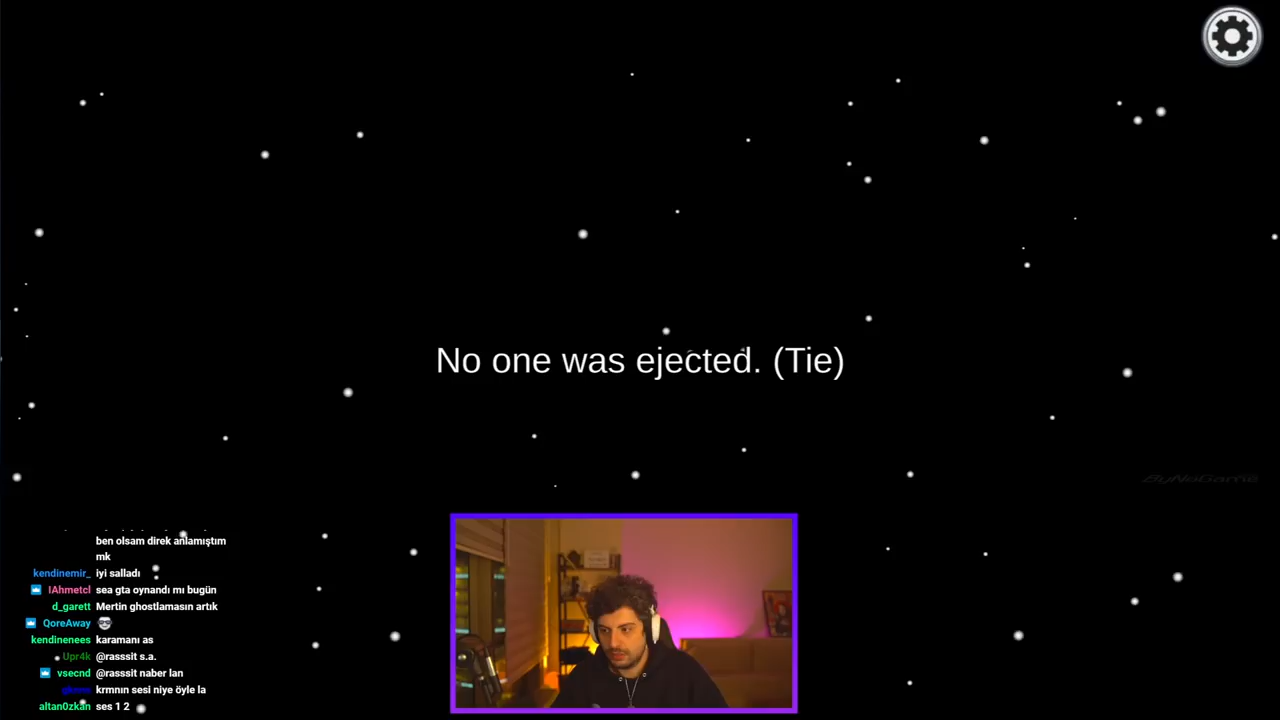 No one was ejected. (Tie)
ByNoGame
ben olsam direk anlamıştım
mk
kendinemir_ iyi salladı
IAhmetcl sea gta oynandı mı bugün
d_garett Mertin ghostlamasın artık
QoreAway
kendinenees karamanı as
Upr4k @rasssit s.a.
vsecnd @rasssit naber lan
krmnın sesi niye öyle la
altan0zkan ses 1 2